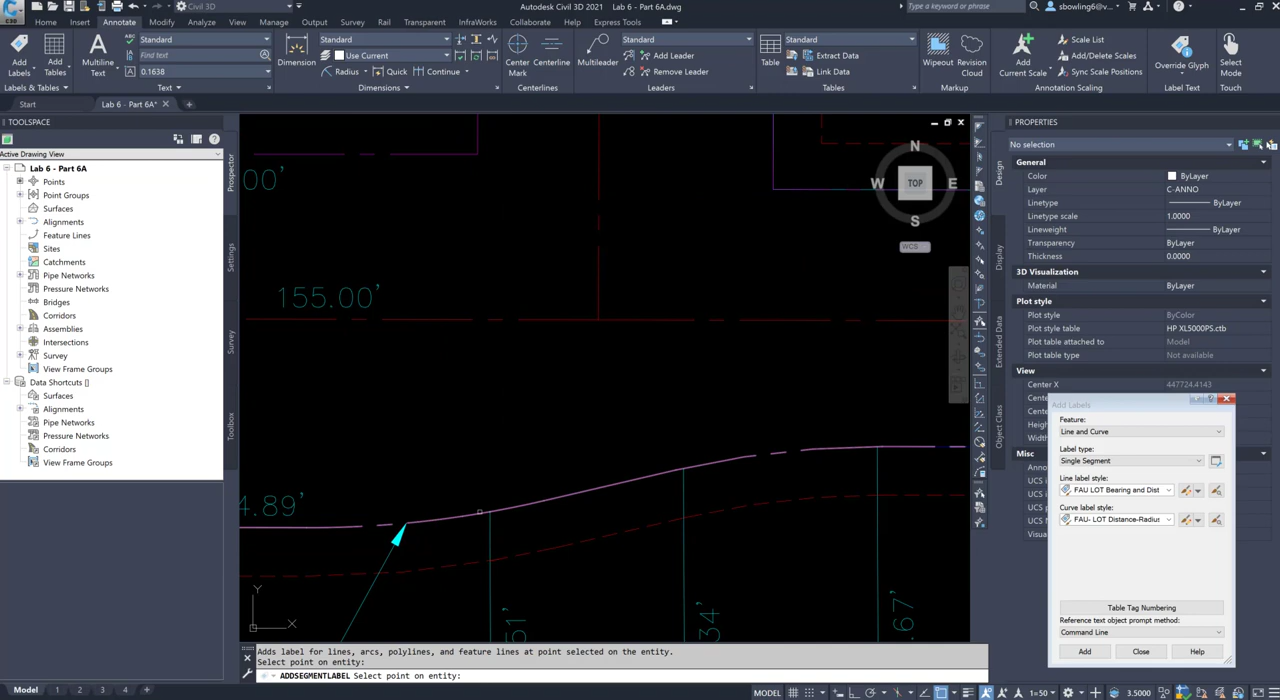 C3D
Civil 3D
Autodesk Civil 3D 2021   Lab 6 - Part 6A.dwg
Type a keyword or phrase
sbowling6@v...
Home Insert Annotate Modify Analyze View Manage Output Survey Rail Transparent InfraWorks Collaborate Help Express Tools
Add Labels
Add Tables
Labels & Tables
Multiline Text
Standard
Find text
0.1638
Text
Dimension
Standard
Use Current
Radius Quick Continue
Dimensions
Center Mark
Centerline
Centerlines
Multileader
Standard
Add Leader
Remove Leader
Leaders
Table
Standard
Extract Data
Link Data
Tables
Wipeout
Revision Cloud
Markup
Add Current Scale
Scale List
Add/Delete Scales
Sync Scale Positions
Annotation Scaling
Override Glyph
Label Text
Select Mode
Touch
Start
Lab 6 - Part 6A*
TOOLSPACE
Active Drawing View
Lab 6 - Part 6A
Points
Point Groups
Surfaces
Alignments
Feature Lines
Sites
Catchments
Pipe Networks
Pressure Networks
Bridges
Corridors
Assemblies
Intersections
Survey
View Frame Groups
Data Shortcuts []
Surfaces
Alignments
Pipe Networks
Pressure Networks
Corridors
View Frame Groups
Prospector
Settings
Survey
Toolbox
00'
155.00'
4.89'
51'
34'
.67'
N
W TOP E
S
WCS
Y
X
PROPERTIES
No selection
General
Color ByLayer
Layer C-ANNO
Linetype ByLayer
Linetype scale 1.0000
Lineweight ByLayer
Transparency ByLayer
Thickness 0.0000
3D Visualization
Material ByLayer
Plot style
Plot style ByColor
Plot style table HP XL5000PS.ctb
Plot table attached to Model
Plot table type Not available
View
Center X 447724.4143
Misc
Design
Display
Extended Data
Object Class
Add Labels
Feature:
Line and Curve
Label type:
Single Segment
Line label style:
FAU LOT Bearing and Dist
Curve label style:
FAU- LOT Distance-Radius
Table Tag Numbering
Reference text object prompt method:
Command Line
Add Close Help
Adds label for lines, arcs, polylines, and feature lines at point selected on the entity.
Select point on entity:
ADDSEGMENTLABEL Select point on entity:
Model 1 2 3 4 +
MODEL
1=50
3.5000